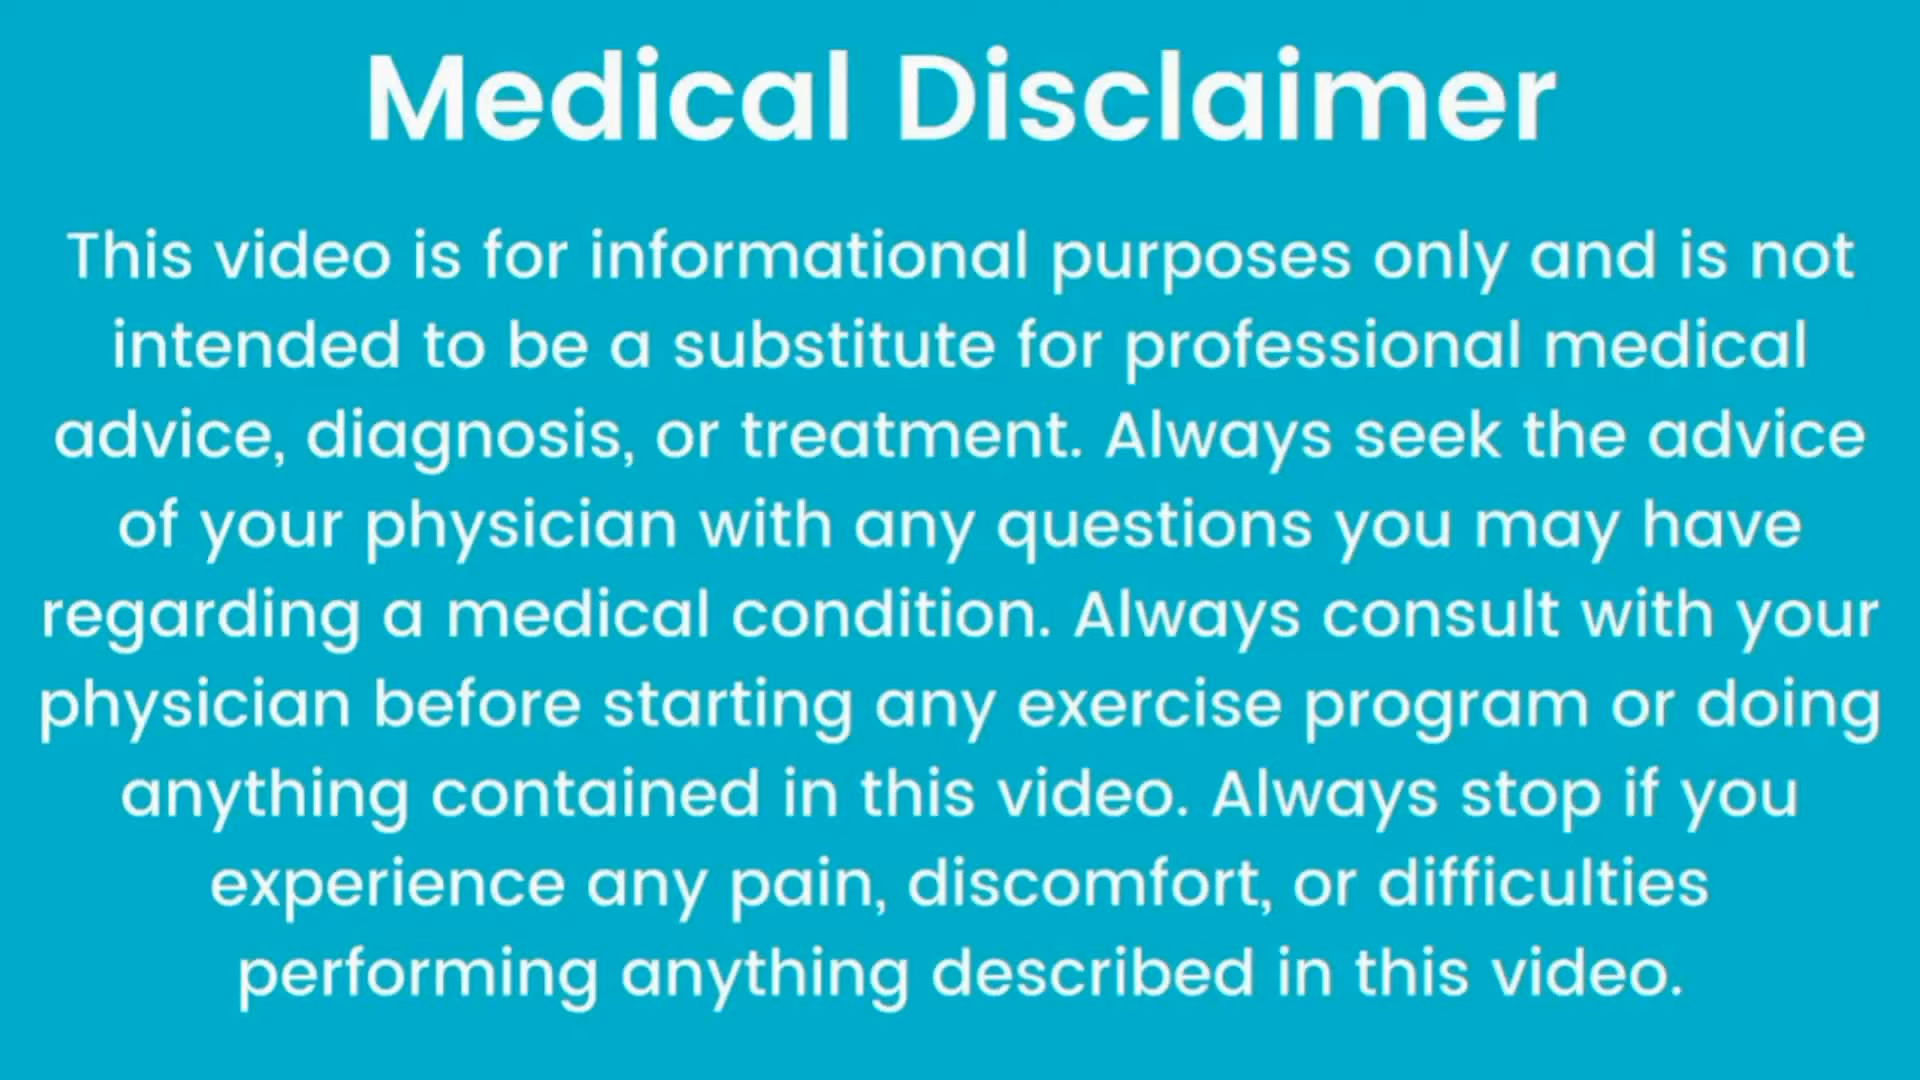 Medical Disclaimer
This video is for informational purposes only and is not
intended to be a substitute for professional medical
advice, diagnosis, or treatment. Always seek the advice
of your physician with any questions you may have
regarding a medical condition. Always consult with your
physician before starting any exercise program or doing
anything contained in this video. Always stop if you
experience any pain, discomfort, or difficulties
performing anything described in this video.